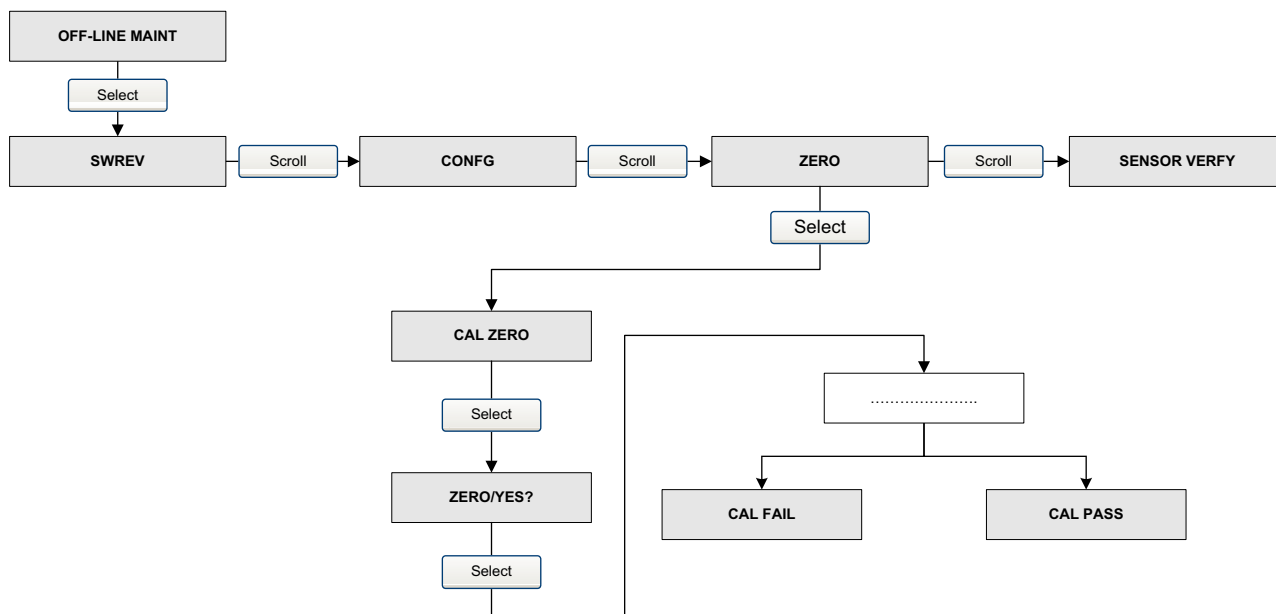 OFF-LINE MAINT
Select
SWREV
Scroll
CONFG
Scroll
ZERO
Scroll
SENSOR VERFY
Select
CAL ZERO
Select
ZERO/YES?
Select
......................
CAL FAIL
CAL PASS